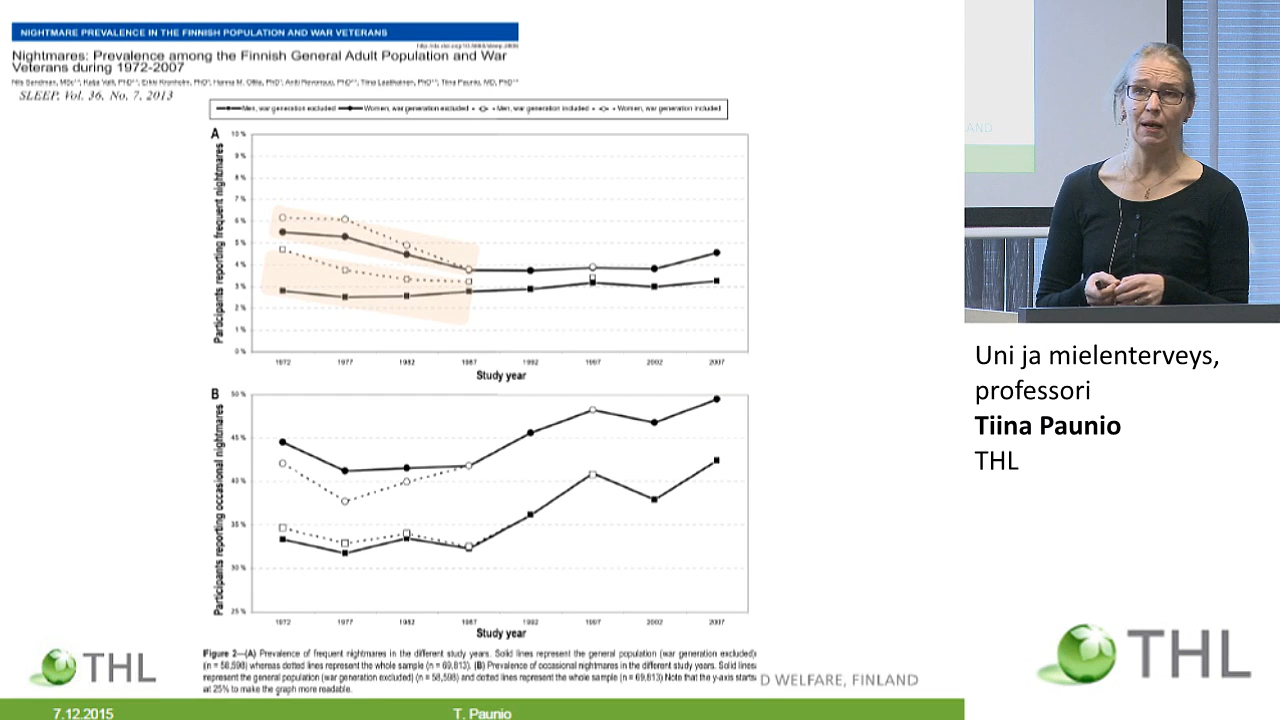 NIGHTMARE PREVALENCE IN THE FINNISH POPULATION AND WAR VETERANS
Nightmares: Prevalence among the Finnish General Adult Population and War
Veterans during 1972-2007
SLEEP, Vol. 36, No. 7, 2013
Men, war generation excluded Women, war generation excluded Men, war generation included Women, war generation included
A
Participants reporting frequent nightmares
10 %
9 %
8 %
7 %
6 %
5 %
4 %
3 %
2 %
1 %
0 %
1972 1977 1982 1987 1992 1997 2002 2007
Study year
B
Participants reporting occasional nightmares
50 %
45 %
40 %
35 %
30 %
25 %
1972 1977 1982 1987 1992 1997 2002 2007
Study year
Figure 2—(A) Prevalence of frequent nightmares in the different study years. Solid lines represent the general population (war generation excluded)
(n = 58,598) whereas dotted lines represent the whole sample (n = 69,813). (B) Prevalence of occasional nightmares in the different study years. Solid lines
represent the general population (war generation excluded) (n = 58,598) and dotted lines represent the whole sample (n = 69,813) Note that the y-axis starts
at 25% to make the graph more readable.
THL
D WELFARE, FINLAND
7.12.2015 T. Paunio
AND
Uni ja mielenterveys,
professori
Tiina Paunio
THL
THL